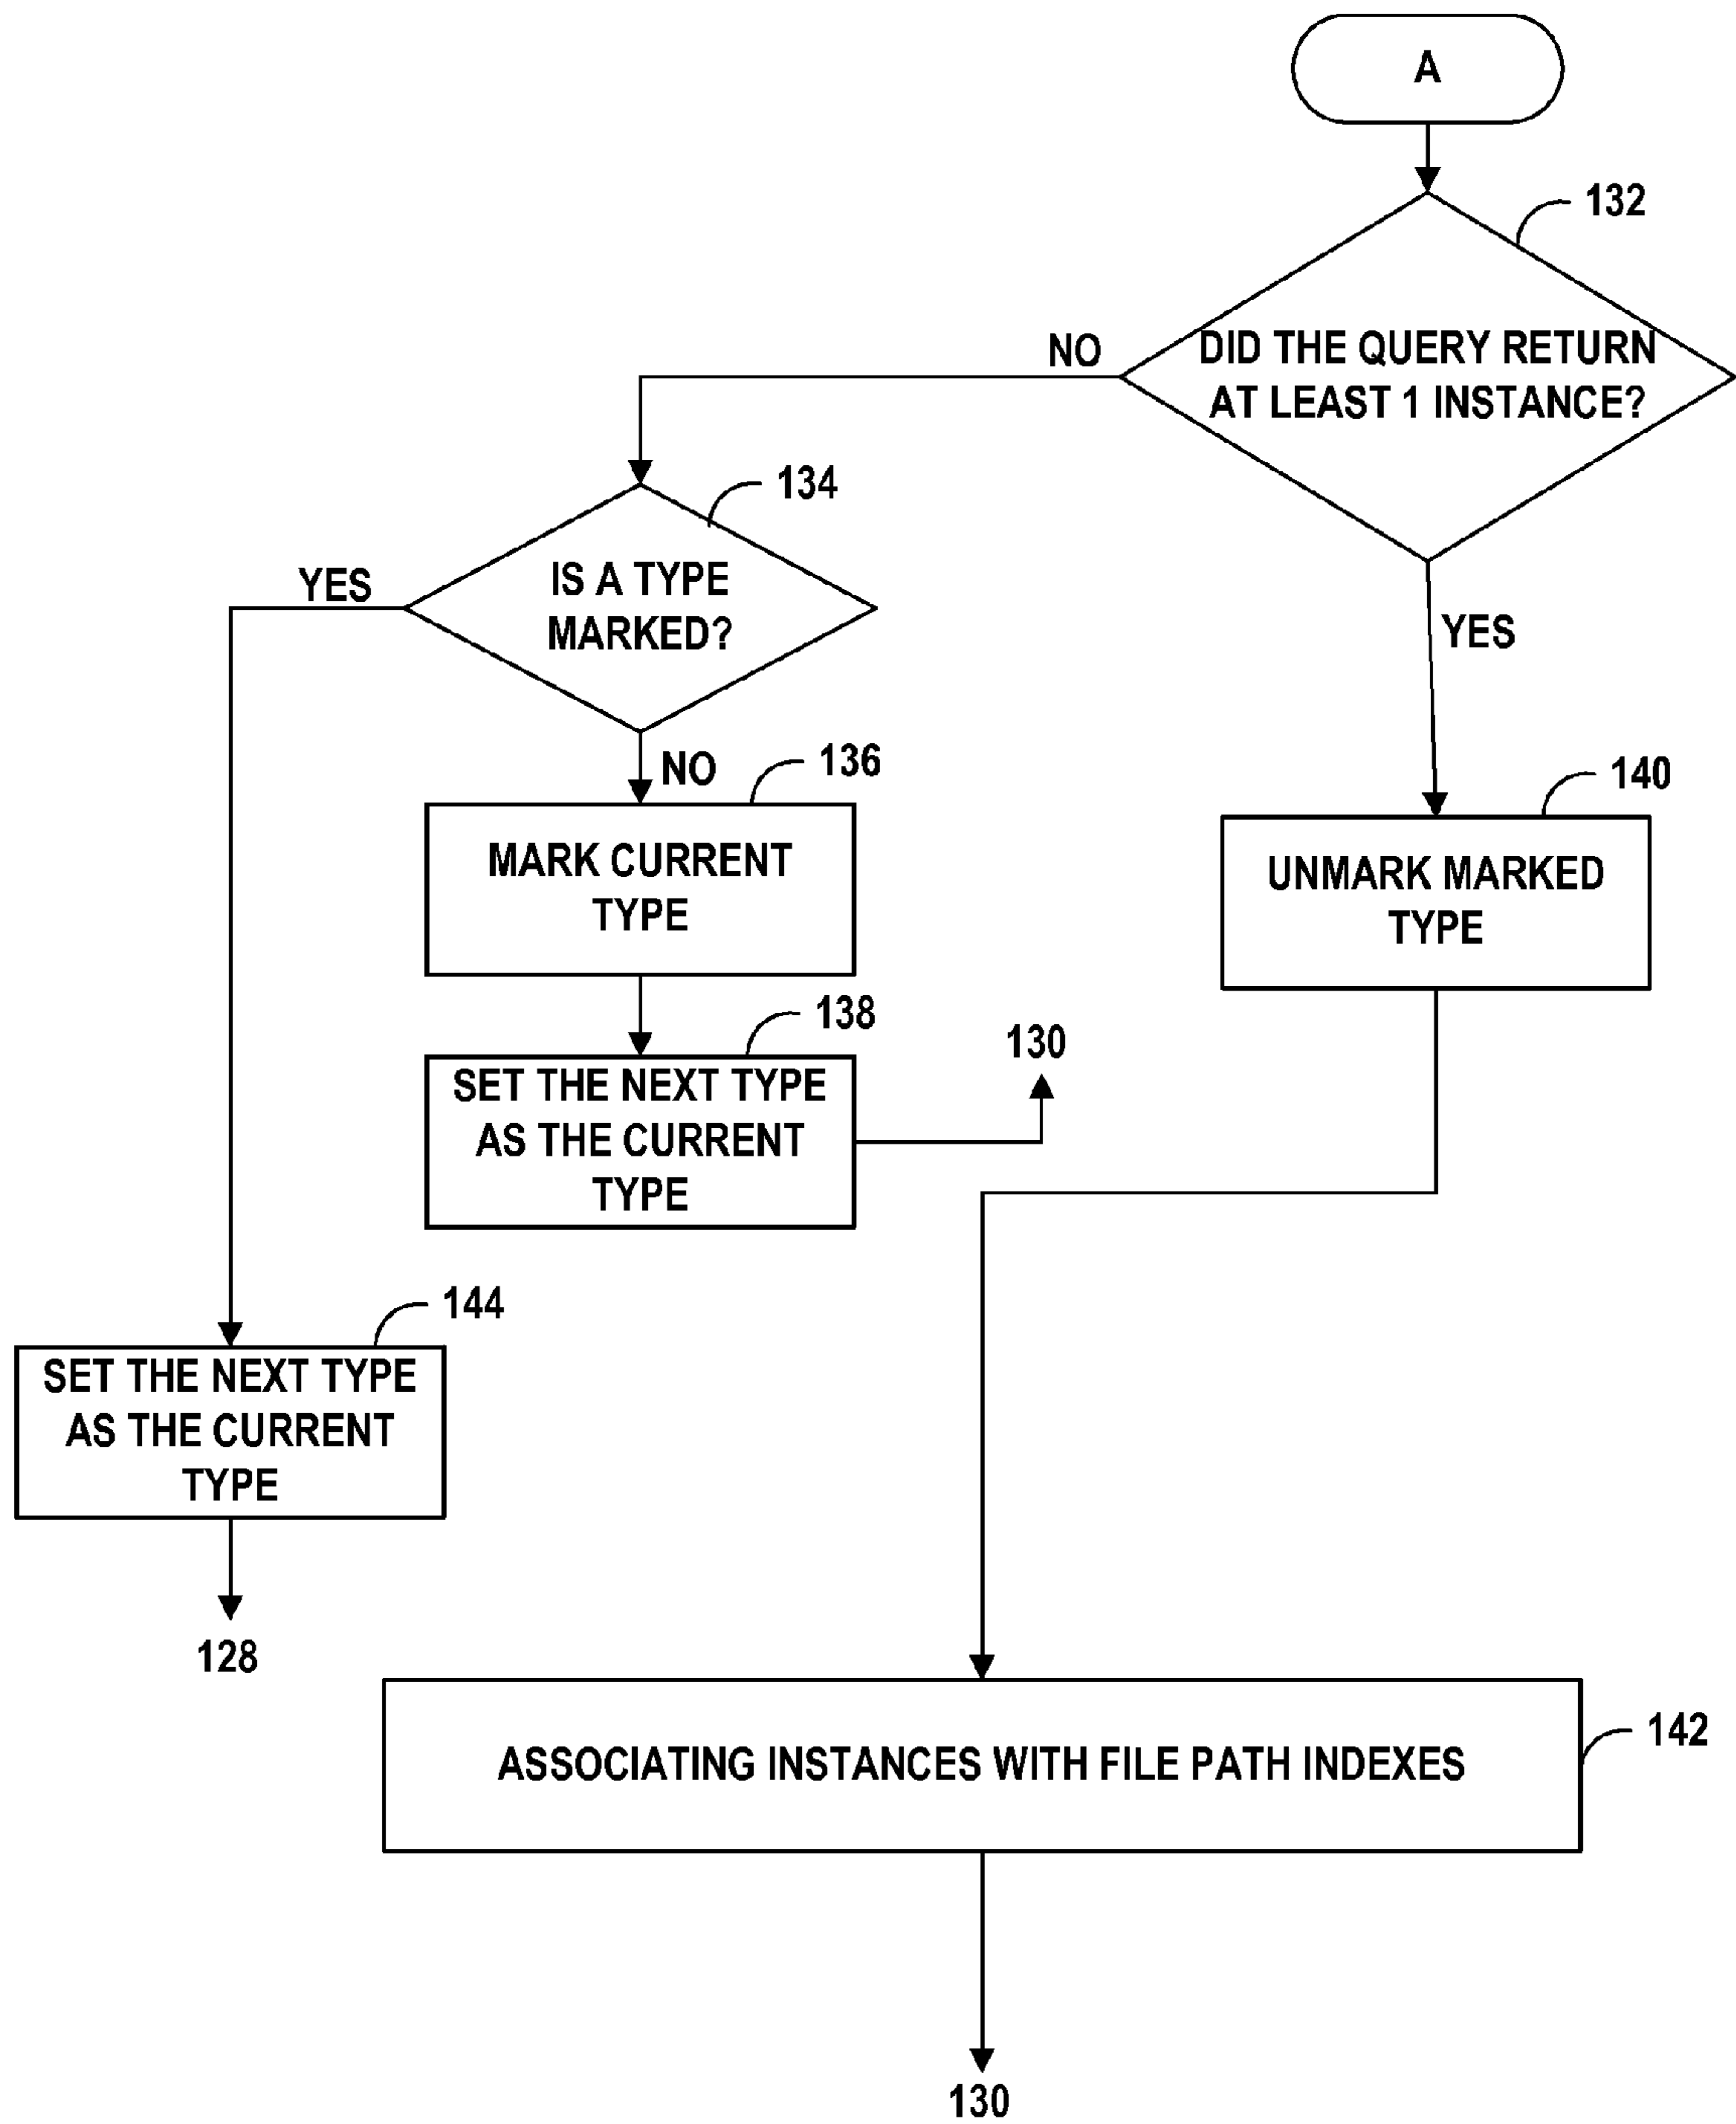 A
132
DID THE QUERY RETURN
AT LEAST 1 INSTANCE?
NO
134
IS A TYPE
MARKED?
YES
YES
NO
136
MARK CURRENT
TYPE
140
UNMARK MARKED
TYPE
138
130
SET THE NEXT TYPE
AS THE CURRENT
TYPE
144
SET THE NEXT TYPE
AS THE CURRENT
TYPE
128
142
ASSOCIATING INSTANCES WITH FILE PATH INDEXES
130